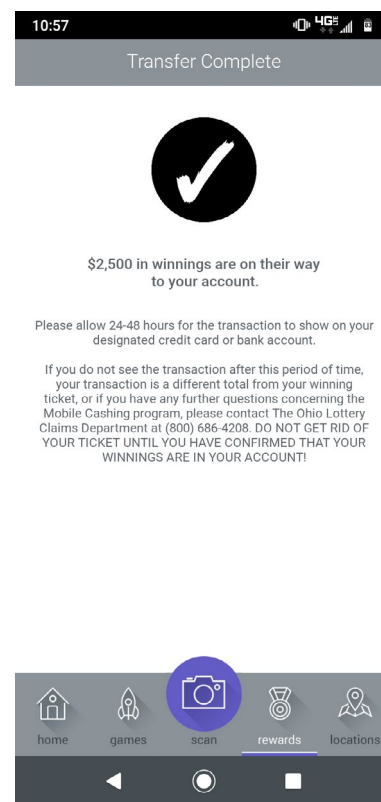 10:57
4G
Transfer Complete
$2,500 in winnings are on their way
to your account.
Please allow 24-48 hours for the transaction to show on your
designated credit card or bank account.
If you do not see the transaction after this period of time,
your transaction is a different total from your winning
ticket, or if you have any further questions concerning the
Mobile Cashing program, please contact The Ohio Lottery
Claims Department at (800) 686-4208. DO NOT GET RID OF
YOUR TICKET UNTIL YOU HAVE CONFIRMED THAT YOUR
WINNINGS ARE IN YOUR ACCOUNT!
home games scan rewards locations